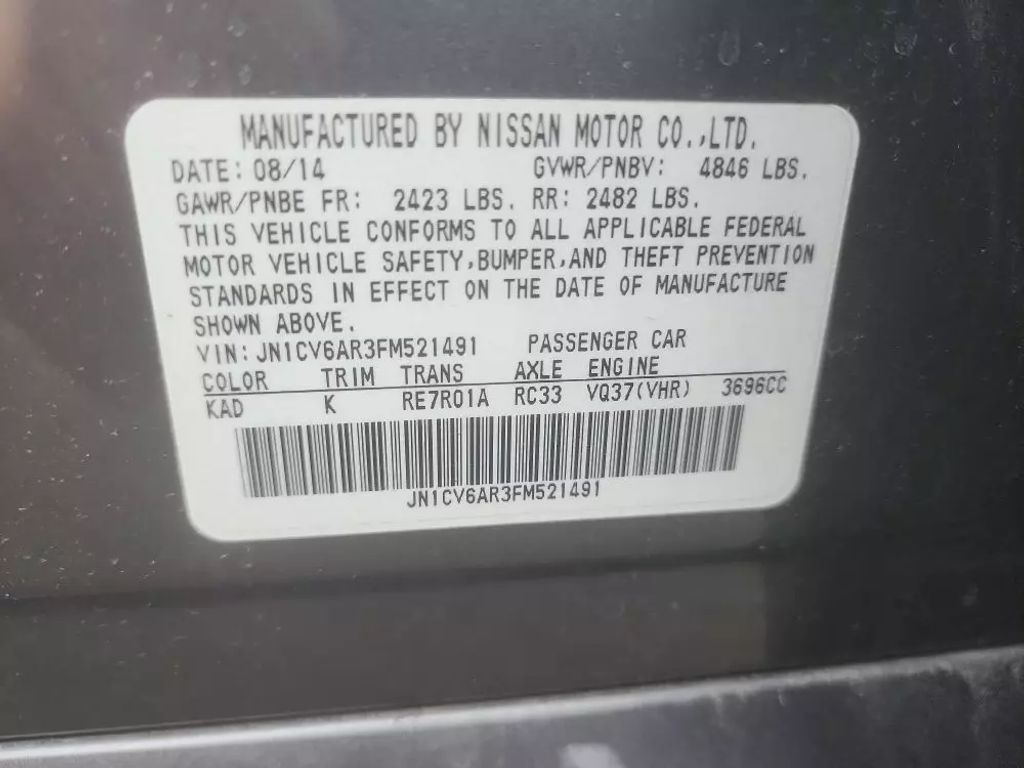 MANUFACTURED BY NISSAN MOTOR CO.,LTD.
DATE: 08/14 GVWR/PNBV: 4846 LBS.
GAWR/PNBE FR: 2423 LBS. RR: 2482 LBS.
THIS VEHICLE CONFORMS TO ALL APPLICABLE FEDERAL
MOTOR VEHICLE SAFETY,BUMPER,AND THEFT PREVENTION
STANDARDS IN EFFECT ON THE DATE OF MANUFACTURE
SHOWN ABOVE.
VIN: JN1CV6AR3FM521491 PASSENGER CAR
COLOR TRIM TRANS AXLE ENGINE
KAD K RE7R01A RC33 VQ37(VHR) 3696CC
JN1CV6AR3FM521491